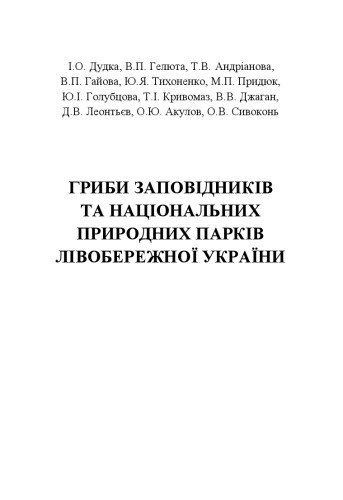 І.О. Дудка, В.П. Гелюта, Т.В. Андріанова,
В.П. Гайова, Ю.Я. Тихоненко, М.П. Придюк,
Ю.І. Голубцова, Т.І. Кривомаз, В.В. Джаган,
Д.В. Леонтьєв, О.Ю. Акулов, О.В. Сивоконь
ГРИБИ ЗАПОВІДНИКІВ
ТА НАЦІОНАЛЬНИХ
ПРИРОДНИХ ПАРКІВ
ЛІВОБЕРЕЖНОЇ УКРАЇНИ